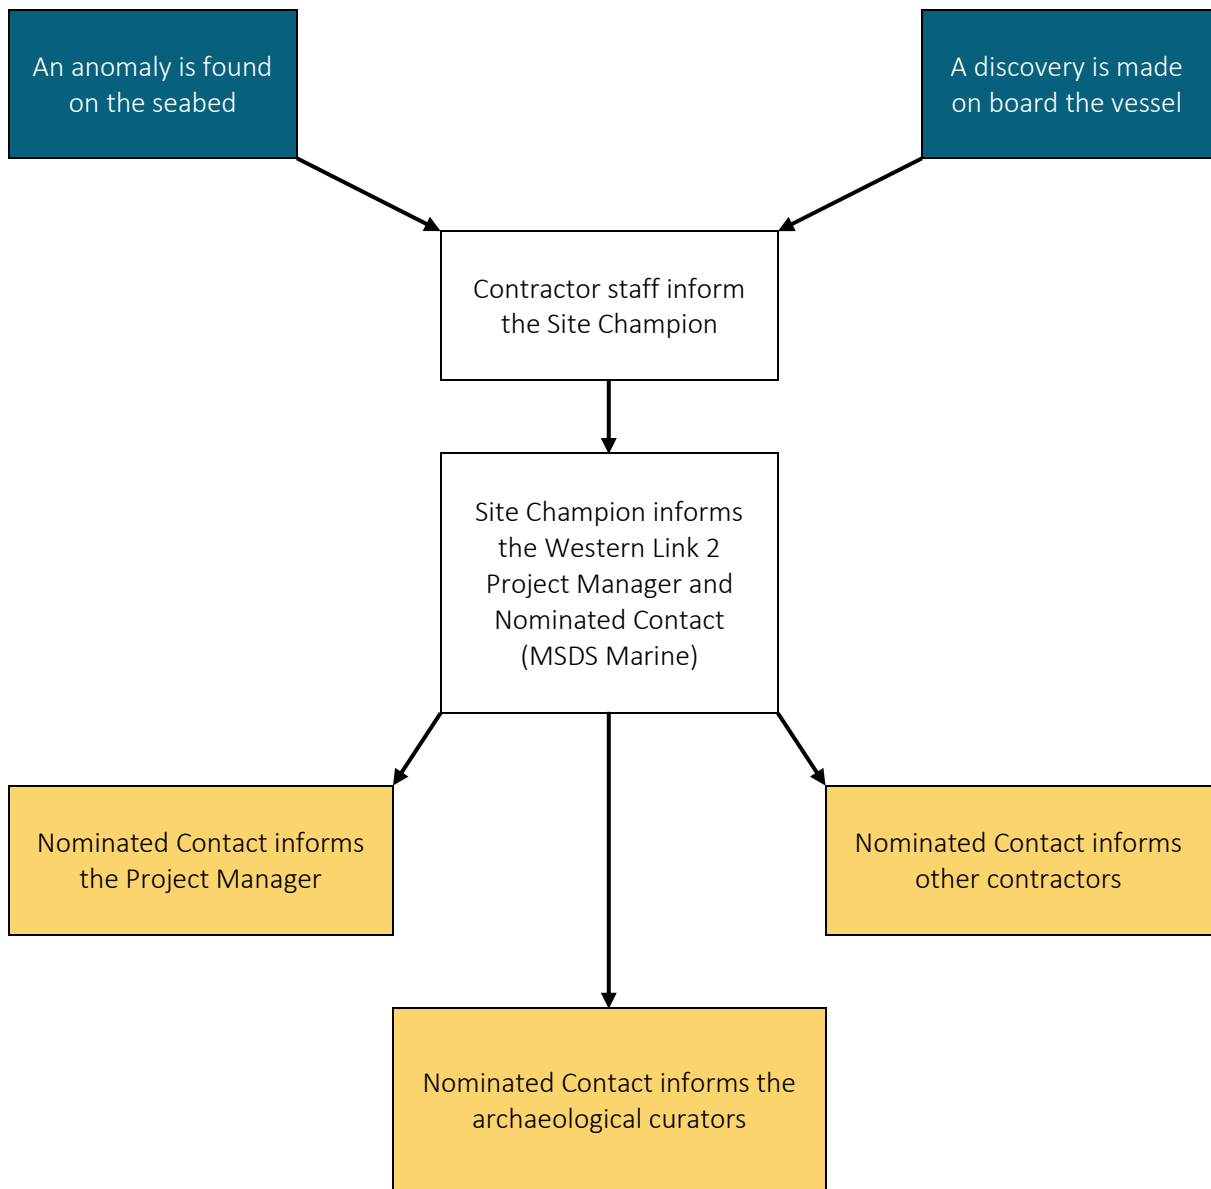 An anomaly is found
on the seabed
A discovery is made
on board the vessel
Contractor staff inform
the Site Champion
Site Champion informs
the Western Link 2
Project Manager and
Nominated Contact
(MSDS Marine)
Nominated Contact informs
the Project Manager
Nominated Contact informs
other contractors
Nominated Contact informs the
archaeological curators